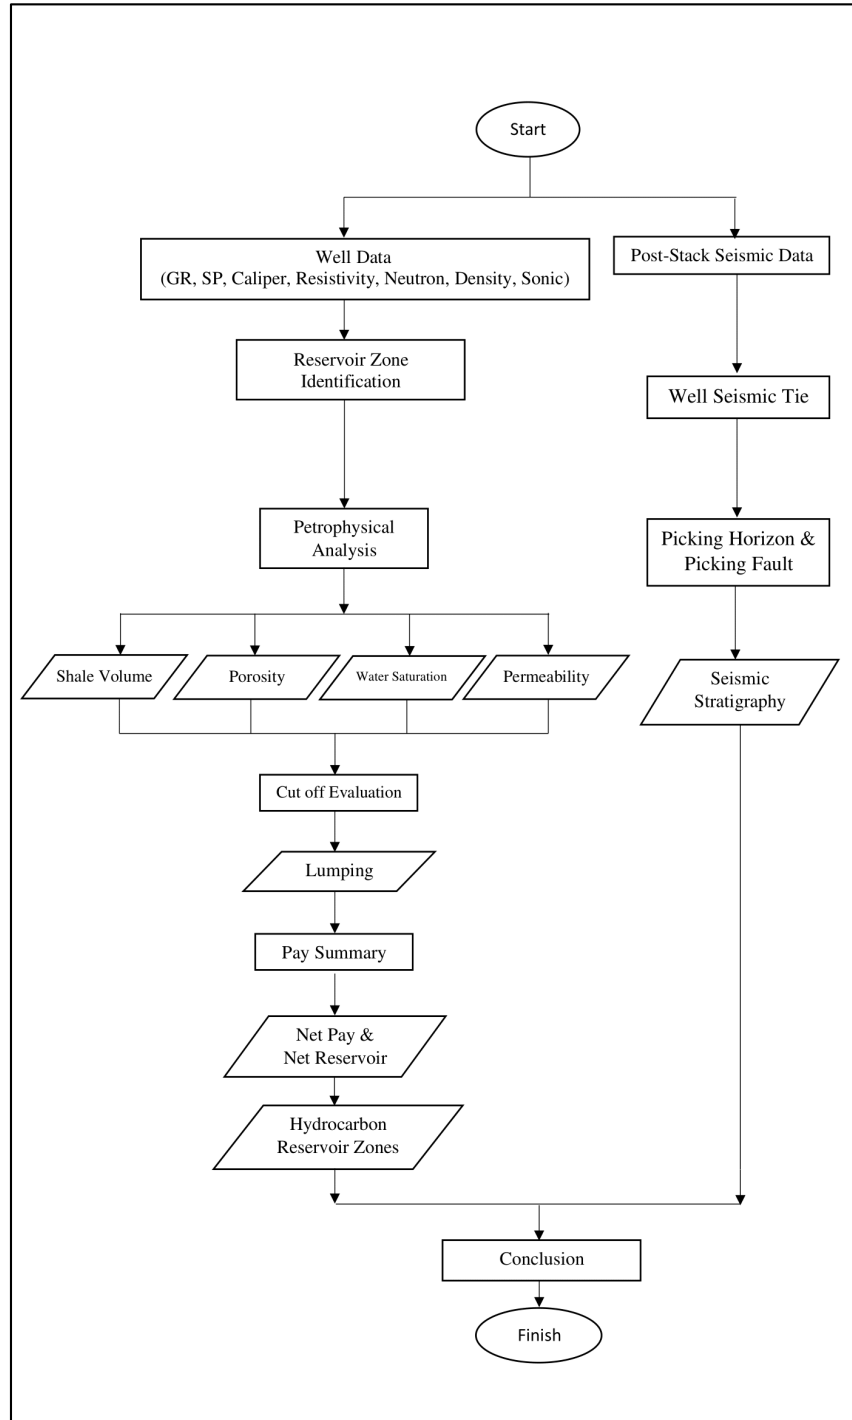 Start
Well Data
(GR, SP, Caliper, Resistivity, Neutron, Density, Sonic)
Post-Stack Seismic Data
Reservoir Zone
Identification
Well Seismic Tie
Petrophysical
Analysis
Picking Horizon &
Picking Fault
Shale Volume
Porosity
Water Saturation
Permeability
Seismic
Stratigraphy
Cut off Evaluation
Lumping
Pay Summary
Net Pay &
Net Reservoir
Hydrocarbon
Reservoir Zones
Conclusion
Finish